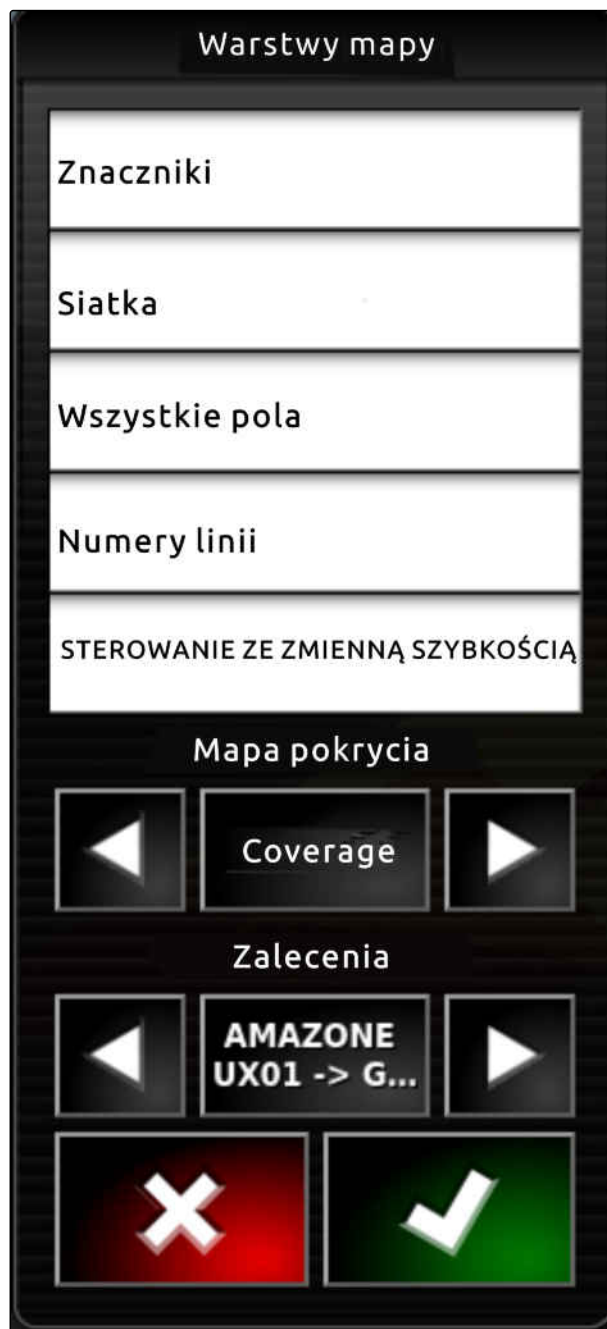 Warstwy mapy
Znaczniki
Siatka
Wszystkie pola
Numery linii
STEROWANIE ZE ZMIENNĄ SZYBKOŚCIĄ
Mapa pokrycia
Coverage
Zalecenia
AMAZONE
UX01 -> G...